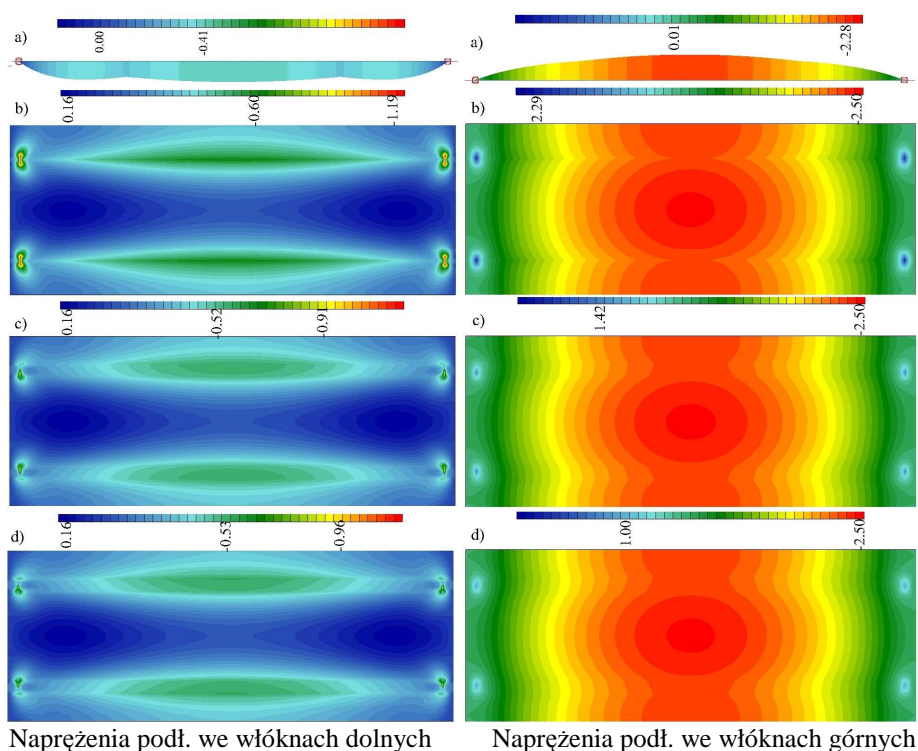 a)
0.00 -0.41
a)
0.01 -2.28
b)
0.16 -0.60 -1.19
b)
2.29 -2.50
c)
0.16 -0.52 -0.91
c)
1.42 -2.50
d)
0.16 -0.53 -0.96
d)
1.00 -2.50
Naprężenia podł. we włóknach dolnych
Naprężenia podł. we włóknach górnych